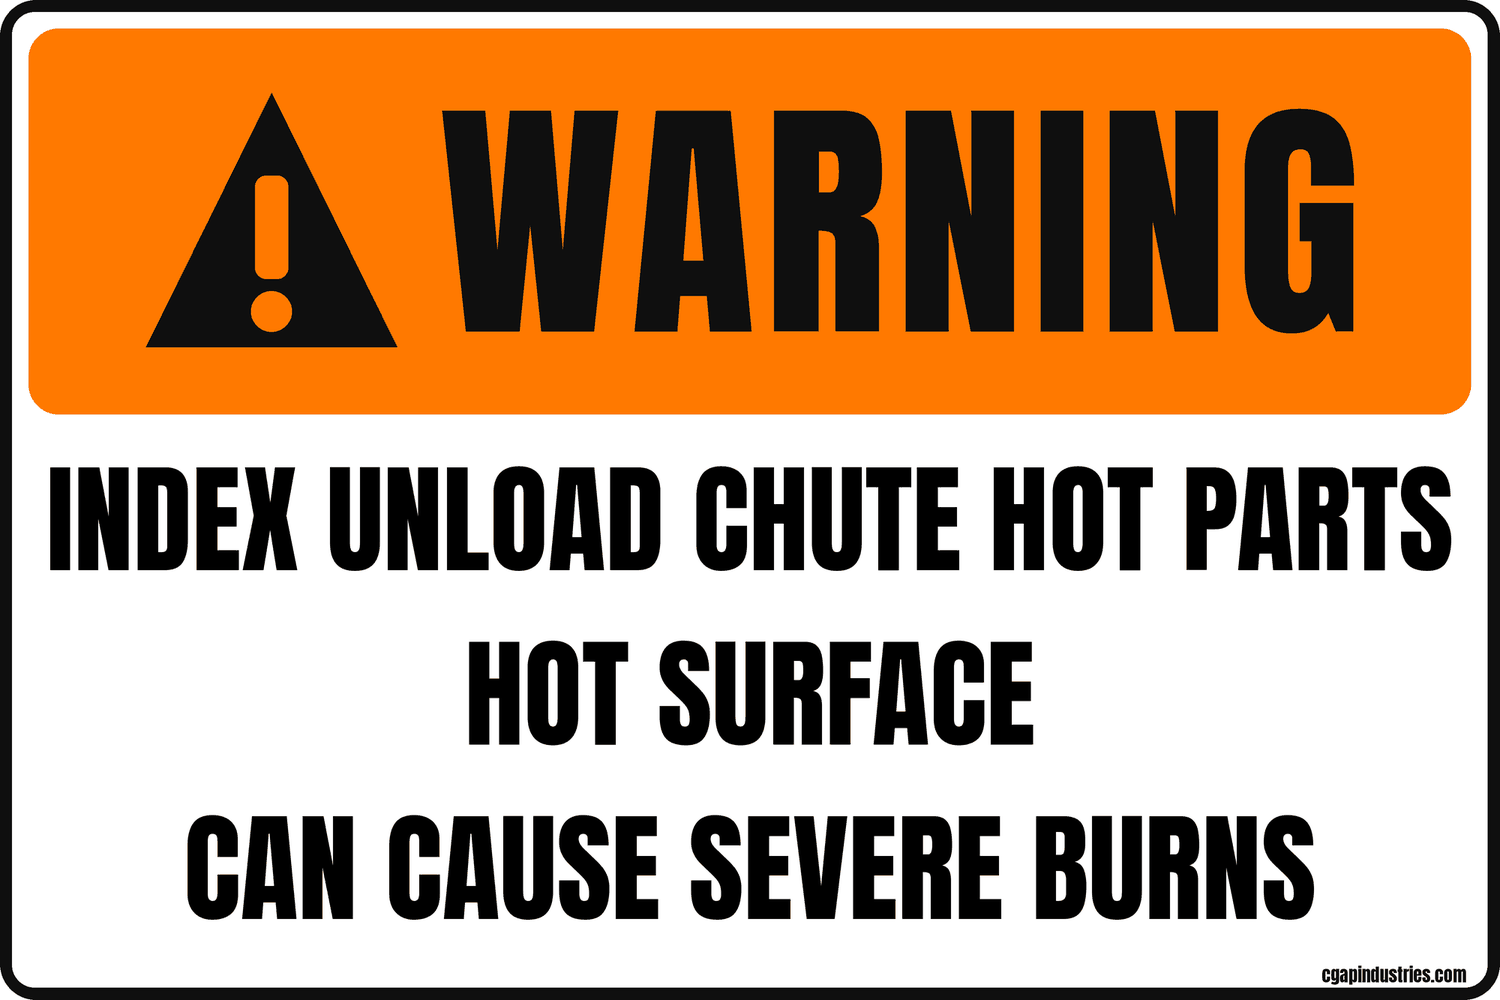 WARNING
INDEX UNLOAD CHUTE HOT PARTS
HOT SURFACE
CAN CAUSE SEVERE BURNS
cgapindustries.com